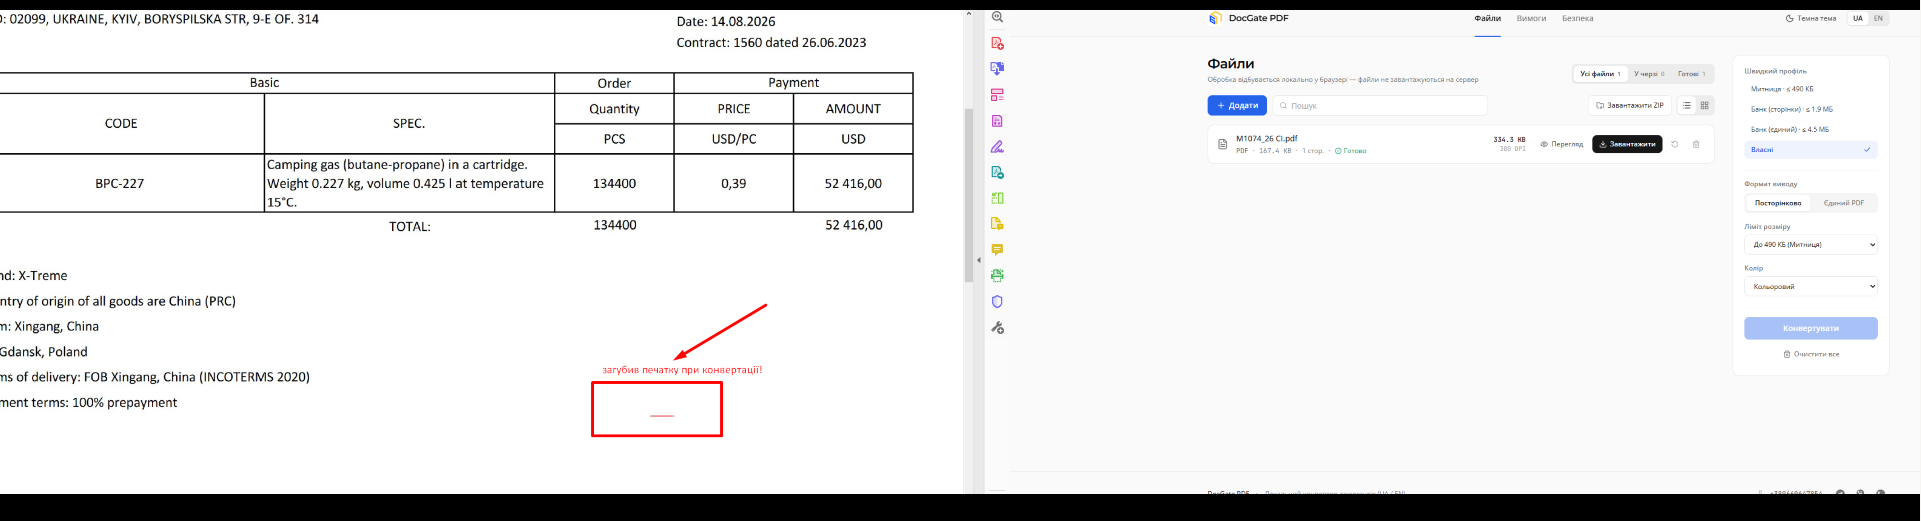 D: 02099, UKRAINE, KYIV, BORYSPILSKA STR, 9-E OF. 314
Date: 14.08.2026
Contract: 1560 dated 26.06.2023
Basic
Order
Payment
CODE
SPEC.
Quantity
PRICE
AMOUNT
PCS
USD/PC
USD
BPC-227
Camping gas (butane-propane) in a cartridge.
Weight 0.227 kg, volume 0.425 l at temperature
15°C.
134400
0,39
52 416,00
TOTAL:
134400
52 416,00
nd: X-Treme
ntry of origin of all goods are China (PRC)
m: Xingang, China
Gdansk, Poland
ms of delivery: FOB Xingang, China (INCOTERMS 2020)
ment terms: 100% prepayment
загубив печатку при конвертації!
DocGate PDF
Файли
Вимоги
Безпека
Темна тема
UA
EN
Файли
Обробка відбувається локально у браузері — файли не завантажуються на сервер
Усі файли 1
У черзі 0
Готові 1
+ Додати
Пошук
Завантажити ZIP
M1074_26 CI.pdf
PDF · 167.4 KB · 1 стор. · Готово
334.3 KB
300 DPI
Перегляд
Завантажити
Швидкий профіль
Митниця · ≤ 490 КБ
Банк (сторінки) · ≤ 1.9 МБ
Банк (єдиний) · ≤ 4.5 МБ
Власні
Формат виводу
Посторінково
Єдиний PDF
Ліміт розміру
До 490 КБ (Митниця)
Колір
Кольоровий
Конвертувати
Очистити все